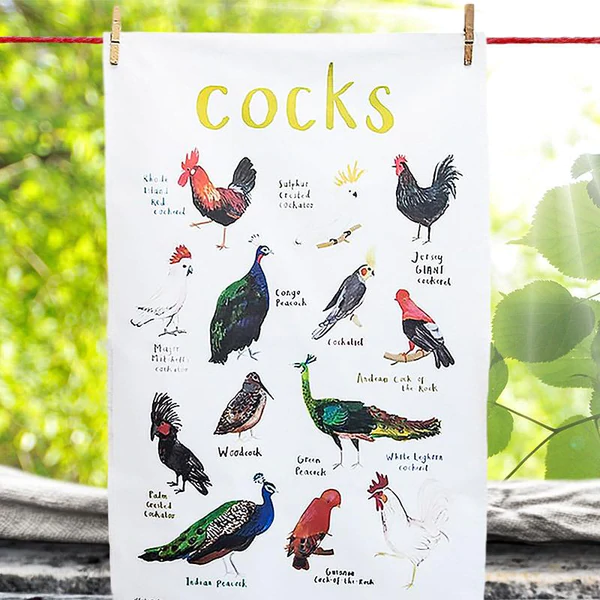 cocks
Rhode
Island
Red
cockerel
Sulphur
Crested
cockatoo
Jersey
GIANT
cockerel
Major
Mitchell's
cockatoo
Congo
Peacock
Cockatiel
Andean Cock of
the Rock
Palm
Crested
Cockatoo
Woodcock
Green
Peacock
White Leghorn
cockerel
Indian Peacock
Guianan
Cock-of-the-Rock